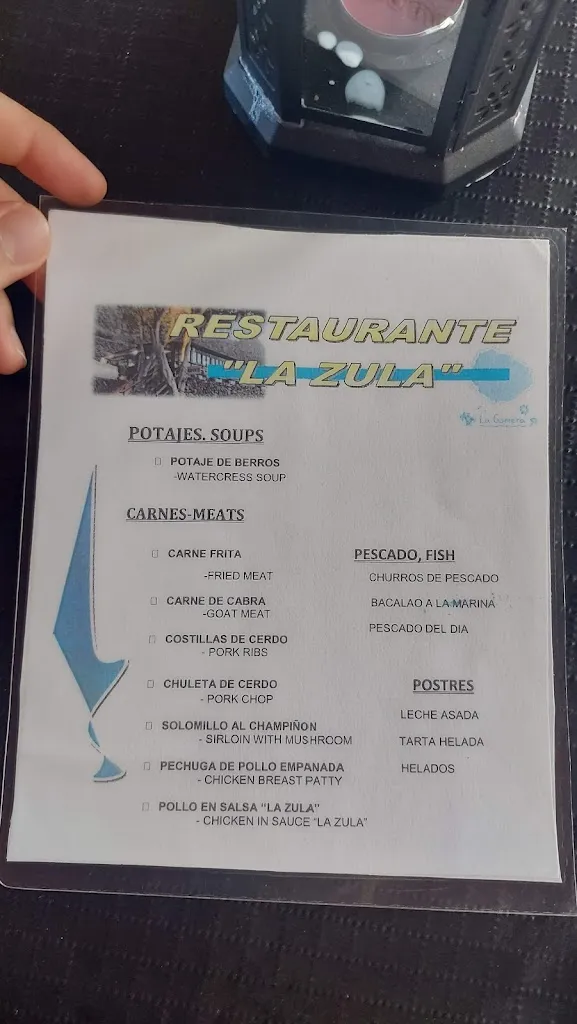 RESTAURANTE
"LA ZULA"
La Gomera
POTAJES. SOUPS
POTAJE DE BERROS
-WATERCRESS SOUP
CARNES-MEATS
CARNE FRITA
-FRIED MEAT
CARNE DE CABRA
-GOAT MEAT
COSTILLAS DE CERDO
- PORK RIBS
CHULETA DE CERDO
- PORK CHOP
SOLOMILLO AL CHAMPIÑON
- SIRLOIN WITH MUSHROOM
PECHUGA DE POLLO EMPANADA
- CHICKEN BREAST PATTY
POLLO EN SALSA "LA ZULA"
- CHICKEN IN SAUCE "LA ZULA"
PESCADO, FISH
CHURROS DE PESCADO
BACALAO A LA MARINA
PESCADO DEL DIA
POSTRES
LECHE ASADA
TARTA HELADA
HELADOS